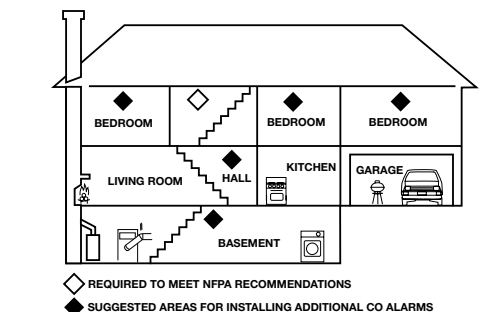 BEDROOM
BEDROOM
BEDROOM
LIVING ROOM
HALL
KITCHEN
GARAGE
BASEMENT
REQUIRED TO MEET NFPA RECOMMENDATIONS
SUGGESTED AREAS FOR INSTALLING ADDITIONAL CO ALARMS